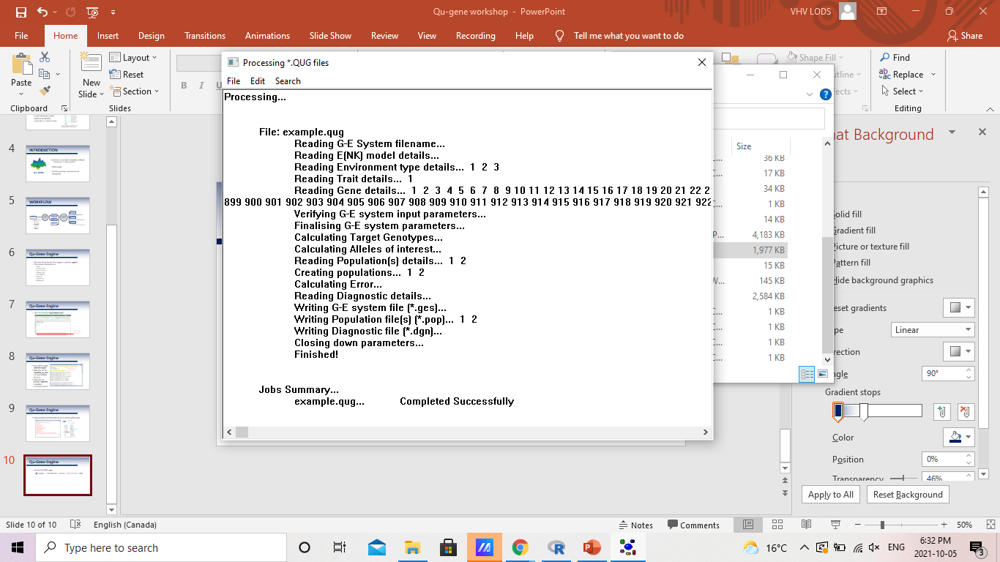 Qu-gene workshop - PowerPoint
VHV LODS
File Home Insert Design Transitions Animations Slide Show Review View Recording Help Tell me what you want to do Share
Paste
New Slide
Layout
Reset
Section
Clipboard
Slides
Shape Fill
Find
Replace
Select
Editing
Processing *.QUG files
File Edit Search
Processing...
File: example.qug
Reading G-E System filename...
Reading E(NK) model details...
Reading Environment type details... 1 2 3
Reading Trait details... 1
Reading Gene details... 1 2 3 4 5 6 7 8 9 10 11 12 13 14 15 16 17 18 19 20 21 22 2
899 900 901 902 903 904 905 906 907 908 909 910 911 912 913 914 915 916 917 918 919 920 921 922
Verifying G-E system input parameters...
Finalising G-E system parameters...
Calculating Target Genotypes...
Calculating Alleles of interest...
Reading Population(s) details... 1 2
Creating populations... 1 2
Calculating Error...
Reading Diagnostic details...
Writing G-E system file (*.ges)...
Writing Population file(s) (*.pop)... 1 2
Writing Diagnostic file (*.dgn)...
Closing down parameters...
Finished!
Jobs Summary...
example.qug... Completed Successfully
Size
36 KB
17 KB
34 KB
1 KB
14 KB
4,183 KB
1,977 KB
15 KB
145 KB
2,584 KB
1 KB
1 KB
1 KB
1 KB
at Background
olid fill
radient fill
icture or texture fill
attern fill
ide background graphics
eset gradients
pe Linear
rection
ngle 90°
Gradient stops
Color
Position 0%
Transparency 46%
Apply to All Reset Background
4
INTRODUCTION
5
WORKFLOW
6
Qu-Gene Engine
7
Qu-Gene Engine
8
Qu-Gene Engine
9
Qu-Gene Engine
10
Qu-Gene Engine
Slide 10 of 10 English (Canada) Notes Comments 50%
Type here to search
16°C ENG
6:32 PM
2021-10-05
3